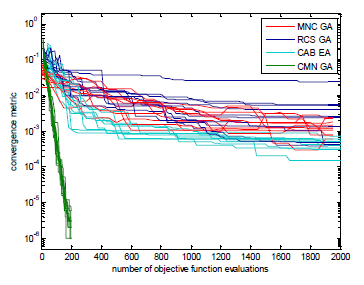 MNC GA
RCS GA
CAB EA
CMN GA
convergence metric
10^0
10^-1
10^-2
10^-3
10^-4
10^-5
10^-6
0 200 400 600 800 1000 1200 1400 1600 1800 2000
number of objective function evaluations